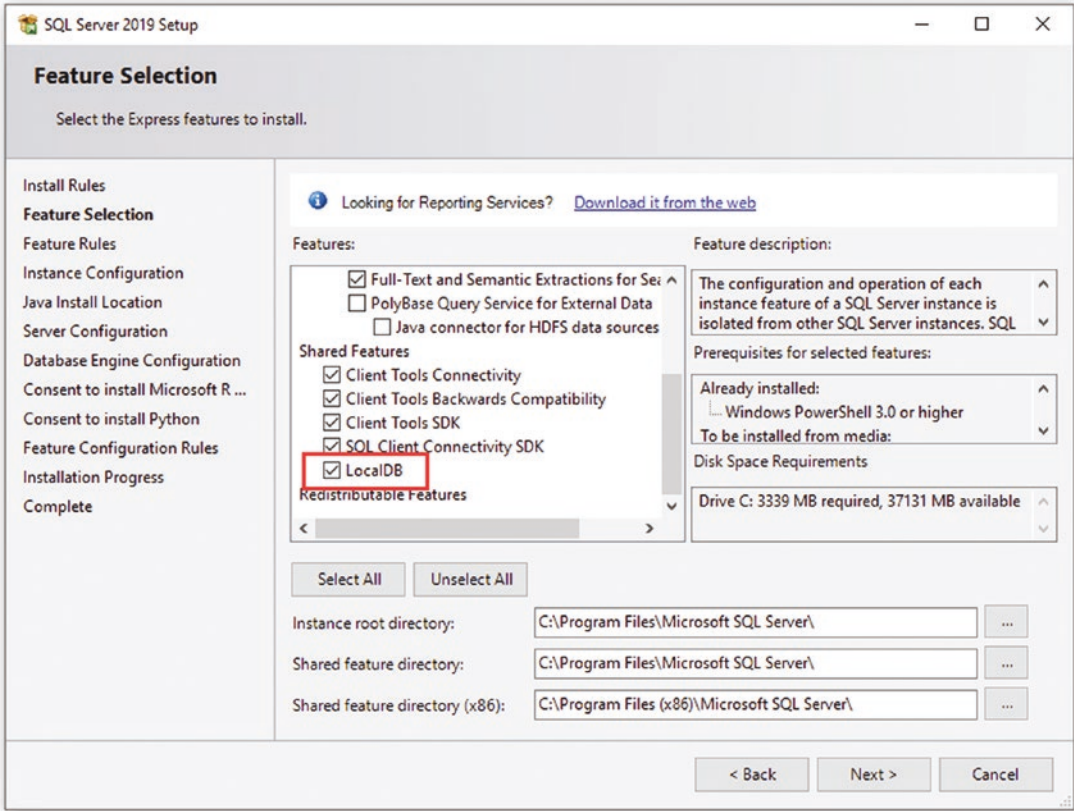 SQL Server 2019 Setup
Feature Selection
Select the Express features to install.
Install Rules
Feature Selection
Feature Rules
Instance Configuration
Java Install Location
Server Configuration
Database Engine Configuration
Consent to install Microsoft R ...
Consent to install Python
Feature Configuration Rules
Installation Progress
Complete
Looking for Reporting Services? Download it from the web
Features:
Full-Text and Semantic Extractions for Sea
PolyBase Query Service for External Data
Java connector for HDFS data sources
Shared Features
Client Tools Connectivity
Client Tools Backwards Compatibility
Client Tools SDK
SQL Client Connectivity SDK
LocalDB
Redistributable Features
Feature description:
The configuration and operation of each
instance feature of a SQL Server instance is
isolated from other SQL Server instances. SQL
Prerequisites for selected features:
Already installed:
Windows PowerShell 3.0 or higher
To be installed from media:
Disk Space Requirements
Drive C: 3339 MB required, 37131 MB available
Select All
Unselect All
Instance root directory: C:\Program Files\Microsoft SQL Server\ ...
Shared feature directory: C:\Program Files\Microsoft SQL Server\ ...
Shared feature directory (x86): C:\Program Files (x86)\Microsoft SQL Server\ ...
< Back
Next >
Cancel